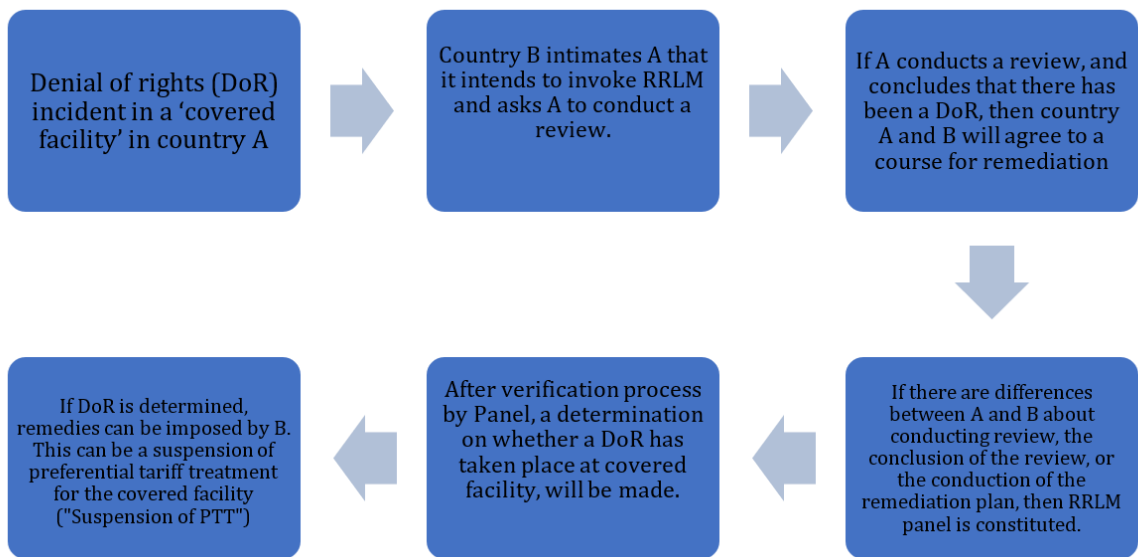 Denial of rights (DoR)
incident in a ‘covered
facility’ in country A
Country B intimates A that
it intends to invoke RRLM
and asks A to conduct a
review.
If A conducts a review, and
concludes that there has
been a DoR, then country
A and B will agree to a
course for remediation
If there are differences
between A and B about
conducting review, the
conclusion of the review, or
the conduction of the
remediation plan, then RRLM
panel is constituted.
After verification process
by Panel, a determination
on whether a DoR has
taken place at covered
facility, will be made.
If DoR is determined,
remedies can be imposed by B.
This can be a suspension of
preferential tariff treatment
for the covered facility
("Suspension of PTT")